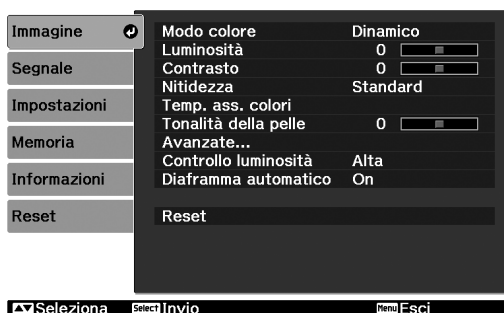 Immagine
Segnale
Impostazioni
Memoria
Informazioni
Reset
Modo colore Dinamico
Luminosità 0
Contrasto 0
Nitidezza Standard
Temp. ass. colori
Tonalità della pelle 0
Avanzate...
Controllo luminosità Alta
Diaframma automatico On
Reset
Seleziona Select Invio Menu Esci